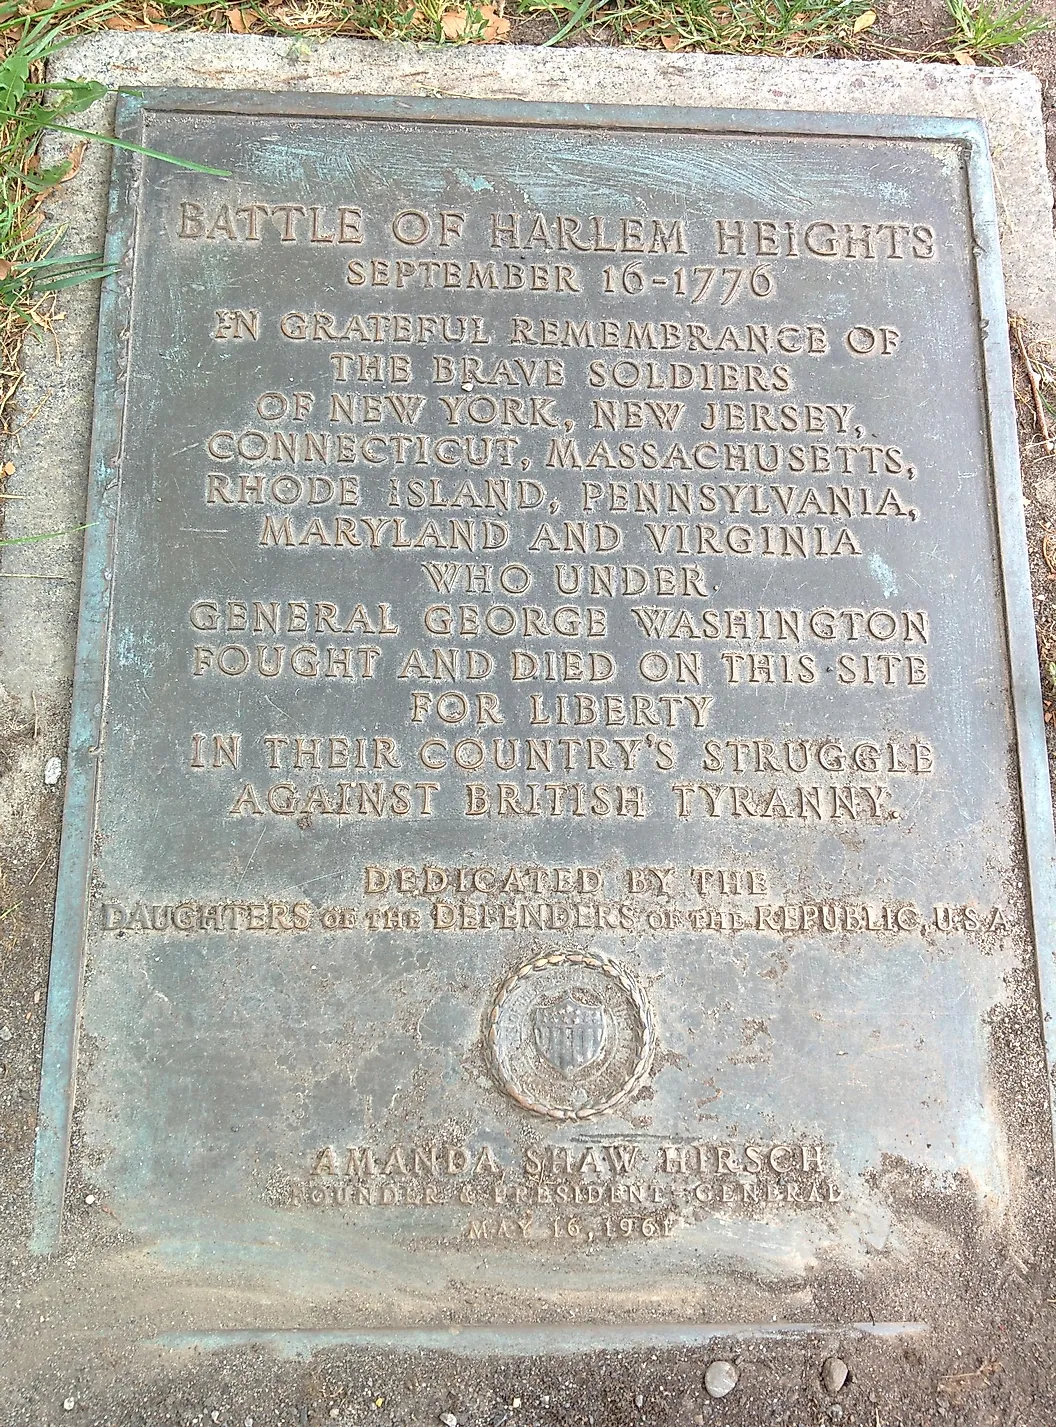 BATTLE OF HARLEM HEIGHTS
SEPTEMBER 16-1776
IN GRATEFUL REMEMBRANCE OF
THE BRAVE SOLDIERS
OF NEW YORK, NEW JERSEY,
CONNECTICUT, MASSACHUSETTS,
RHODE ISLAND, PENNSYLVANIA,
MARYLAND AND VIRGINIA
WHO UNDER
GENERAL GEORGE WASHINGTON
FOUGHT AND DIED ON THIS SITE
FOR LIBERTY
IN THEIR COUNTRY'S STRUGGLE
AGAINST BRITISH TYRANNY.
DEDICATED BY THE
DAUGHTERS OF THE DEFENDERS OF THE REPUBLIC, U.S.A.
AMANDA SHAW HIRSCH
FOUNDER & PRESIDENT-GENERAL
MAY 16,